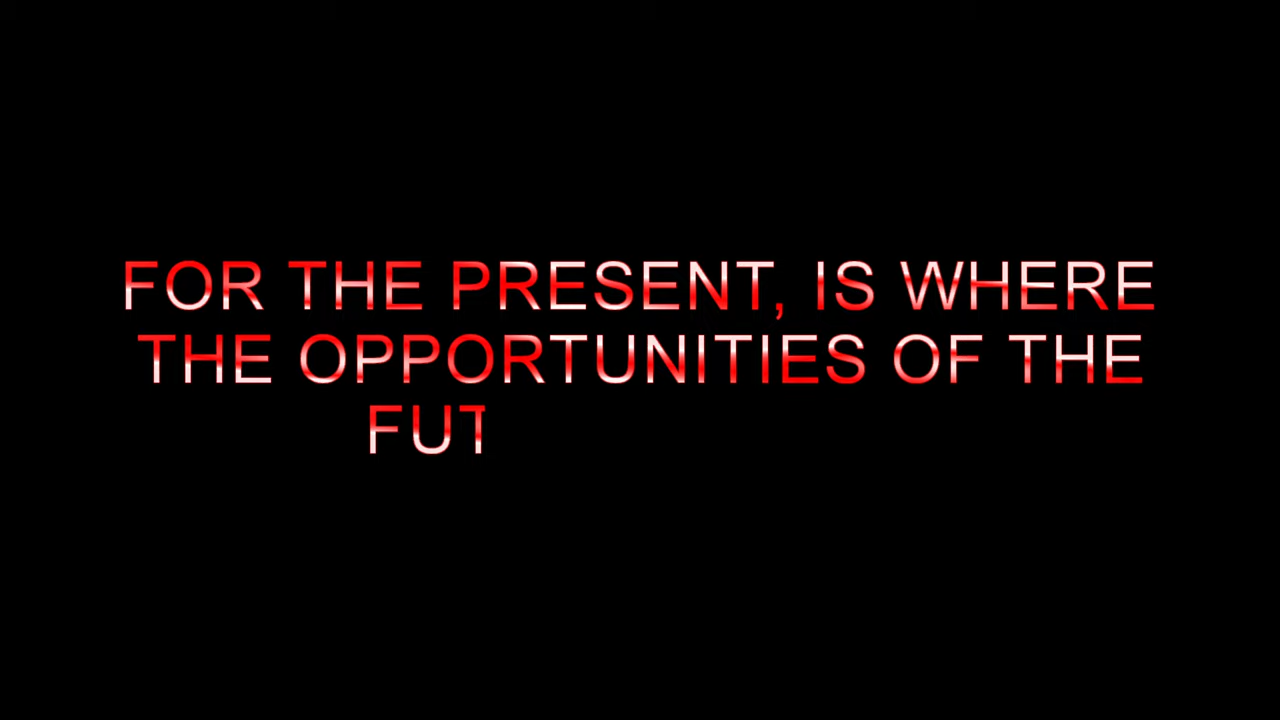 FOR THE PRESENT, IS WHERE
THE OPPORTUNITIES OF THE
FUT